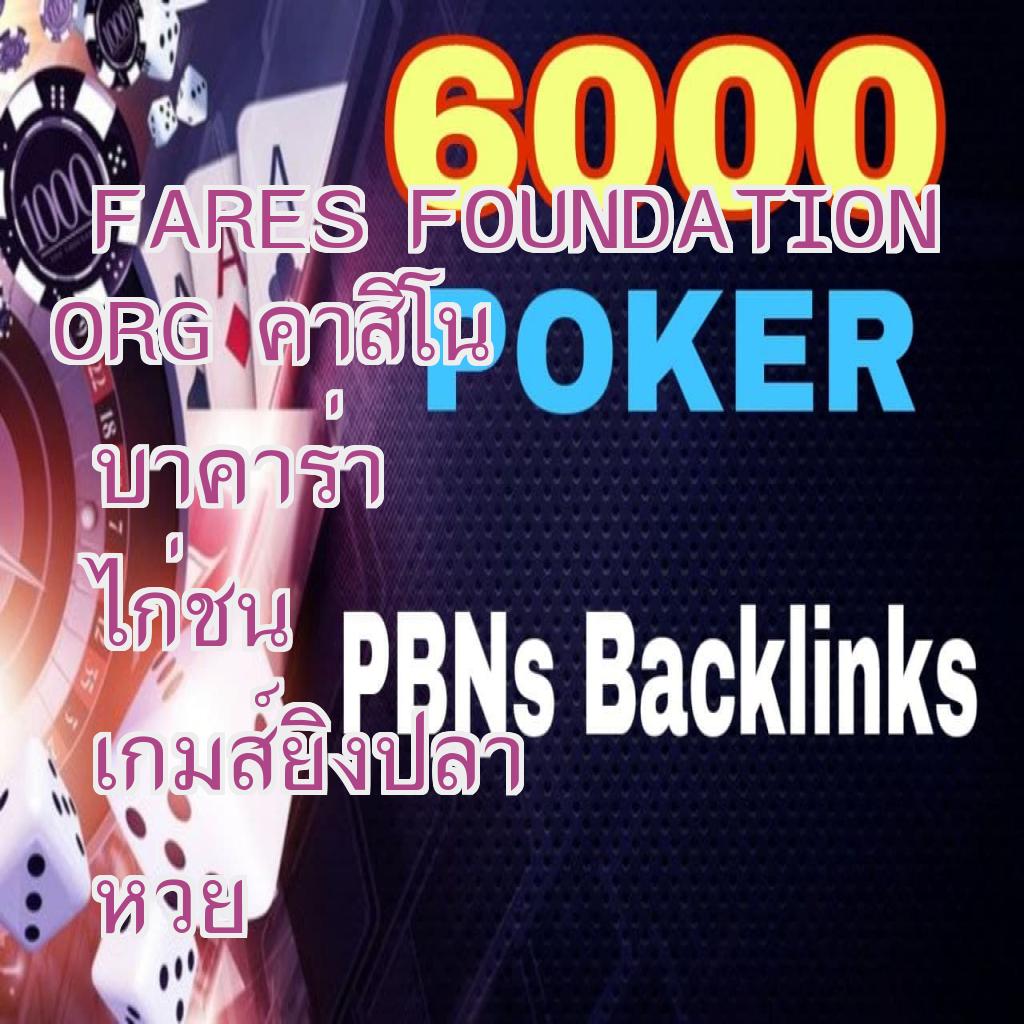 6000
FARES FOUNDATION
ORG คาสิโน
POKER
บาคาร่า
ไก่ชน
PBNs Backlinks
เกมส์ยิงปลา
หวย
1000